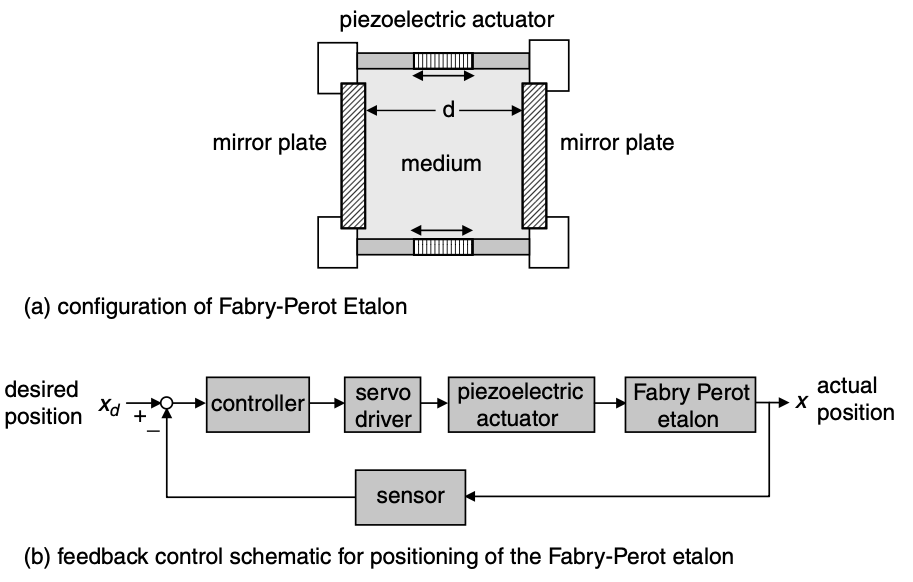 piezoelectric actuator
d
mirror plate
mirror plate
medium
(a) configuration of Fabry-Perot Etalon
desired
position
xd
+
−
controller
servo
driver
piezoelectric
actuator
Fabry Perot
etalon
x
actual
position
sensor
(b) feedback control schematic for positioning of the Fabry-Perot etalon